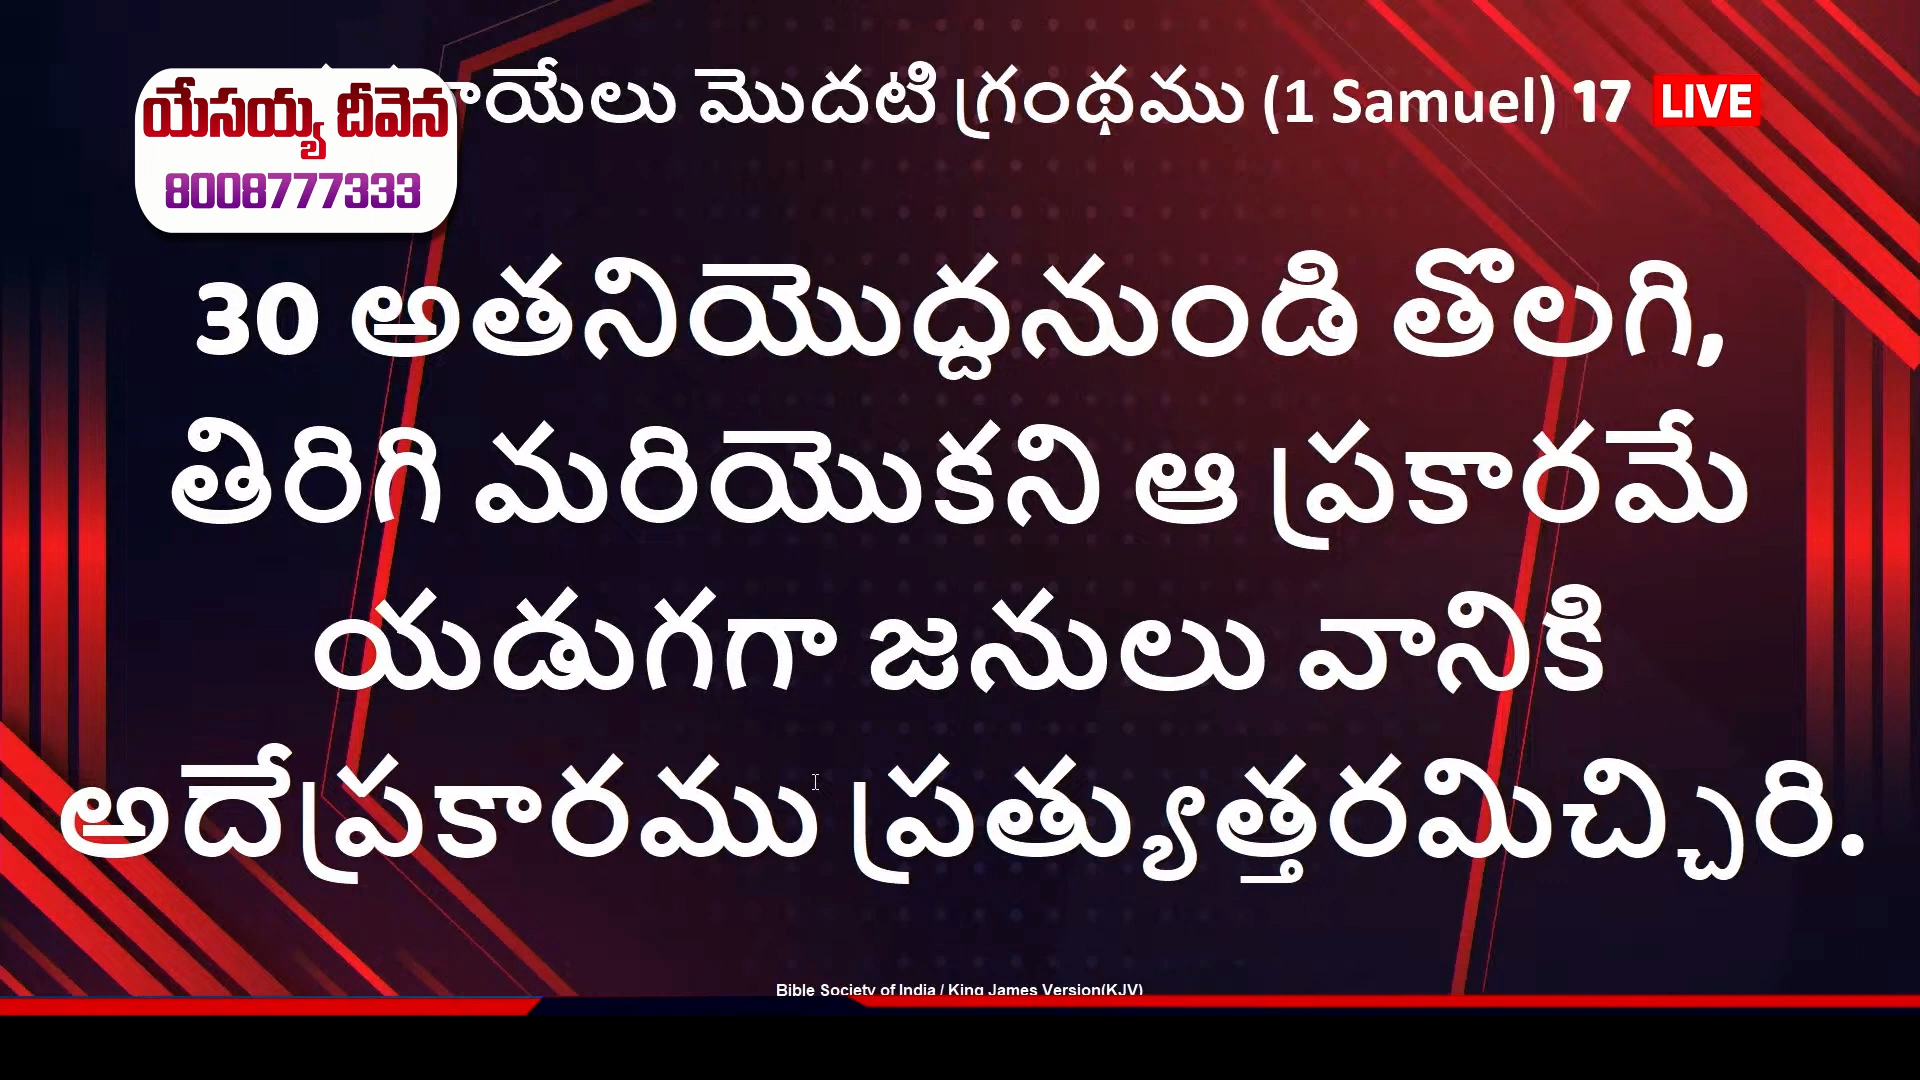 మొదటి గ్రంథము (1 Samuel) 17 LIVE
యేసయ్య దీవెన
8008777333
30 అతనియొద్దనుండి తొలగి,
తిరిగి మరియొకని ఆ ప్రకారమే
యడుగగా జనులు వానికి
అదేప్రకారము ప్రత్యుత్తరమిచ్చిరి.
Bible Society of India / King James Version(KJV)